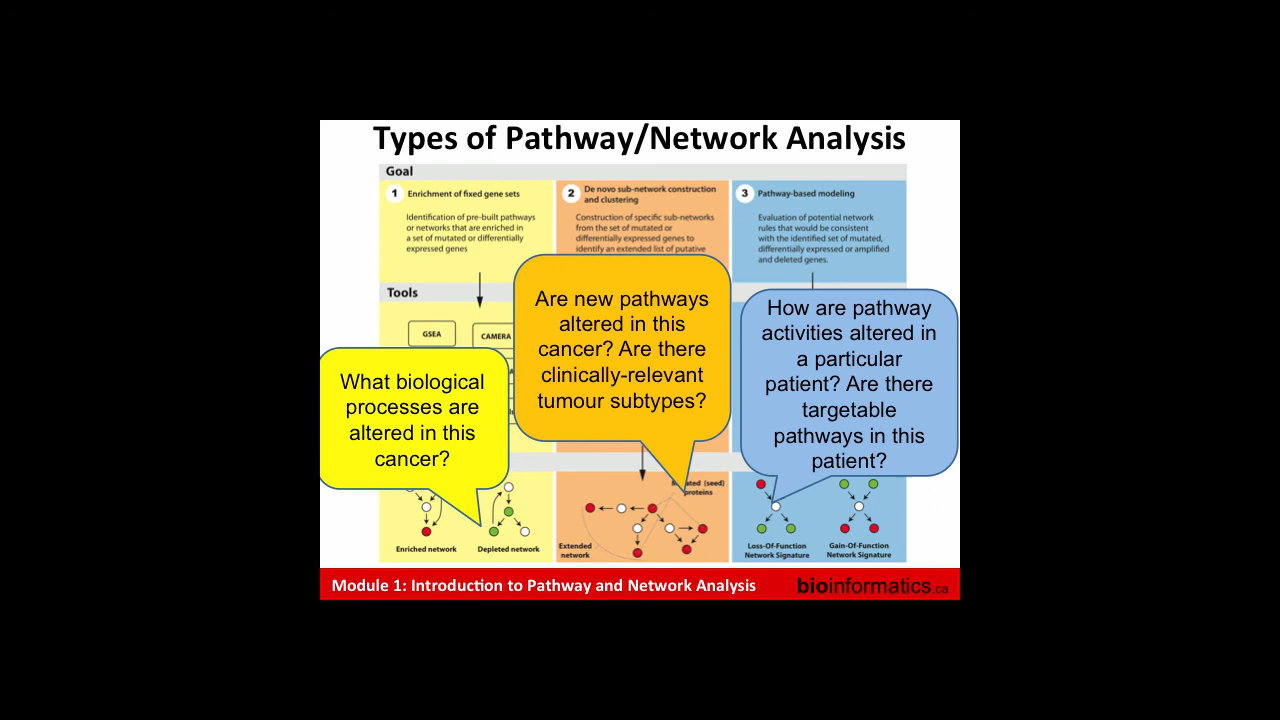 Types of Pathway/Network Analysis
Goal
1 Enrichment of fixed gene sets
Identification of pre-built pathways
or networks that are enriched in
a set of mutated or differentially
expressed genes
2 De novo sub-network construction
and clustering
Construction of specific sub-networks
from the set of mutated or
differentially expressed genes to
identify an extended list of putative
3 Pathway-based modeling
Evaluation of potential network
rules that would be consistent
with the identified set of mutated,
differentially expressed or amplified
and deleted genes.
Tools
GSEA
CAMERA
What biological
processes are
altered in this
cancer?
Are new pathways
altered in this
cancer? Are there
clinically-relevant
tumour subtypes?
How are pathway
activities altered in
a particular
patient? Are there
targetable
pathways in this
patient?
Enriched network
Depleted network
(seed)
proteins
Extended
network
Loss-Of-Function
Network Signature
Gain-Of-Function
Network Signature
Module 1: Introduction to Pathway and Network Analysis
bioinformatics.ca